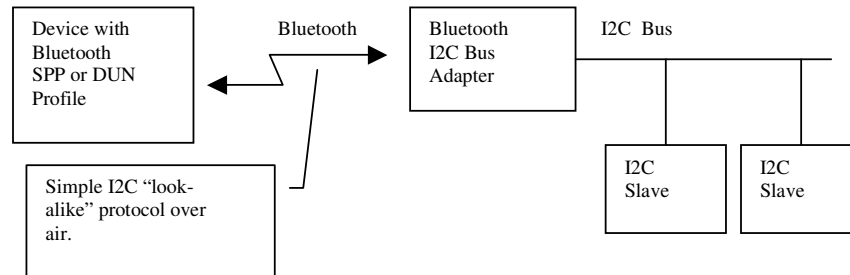 Device with
Bluetooth
SPP or DUN
Profile
Bluetooth
Bluetooth
I2C Bus
Adapter
I2C Bus
Simple I2C “look-
alike” protocol over
air.
I2C
Slave
I2C
Slave